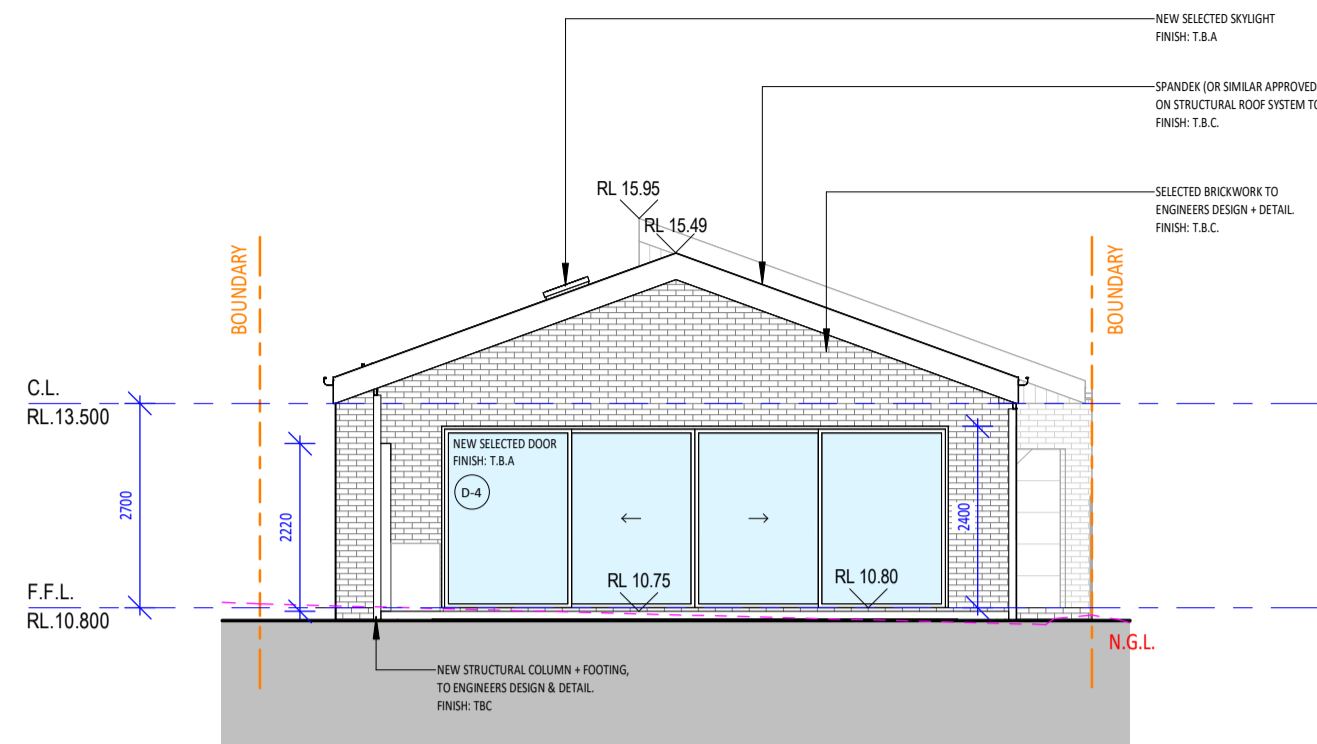 NEW SELECTED SKYLIGHT
FINISH: T.B.A
SPANDEK (OR SIMILAR APPROVED
ON STRUCTURAL ROOF SYSTEM TO
FINISH: T.B.C.
SELECTED BRICKWORK TO
ENGINEERS DESIGN + DETAIL.
FINISH: T.B.C.
RL 15.95
RL 15.49
BOUNDARY
BOUNDARY
C.L.
RL.13.500
2700
2220
NEW SELECTED DOOR
FINISH: T.B.A
D-4
2400
RL 10.75
RL 10.80
F.F.L.
RL.10.800
N.G.L.
NEW STRUCTURAL COLUMN + FOOTING,
TO ENGINEERS DESIGN & DETAIL.
FINISH: TBC